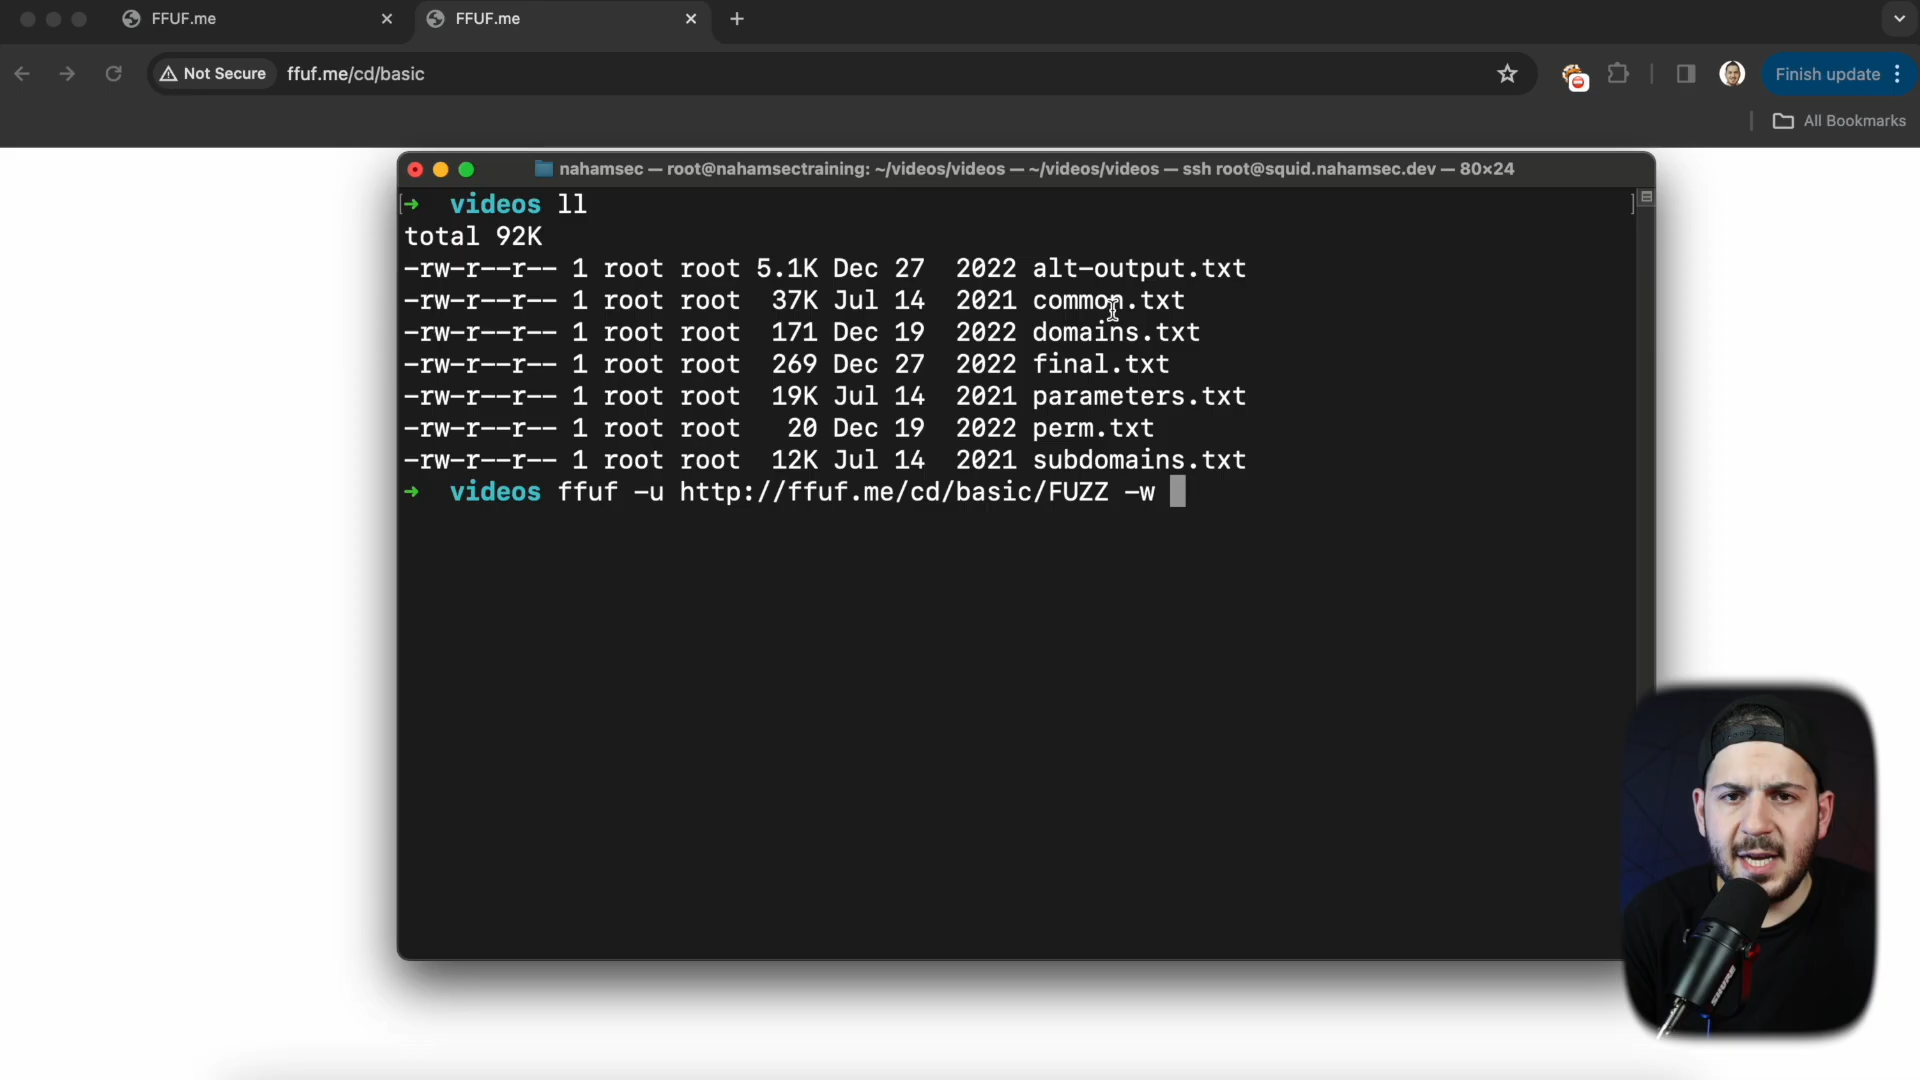 FFUF.me
FFUF.me
Not Secure ffuf.me/cd/basic
Finish update
All Bookmarks
nahamsec — root@nahamsectraining: ~/videos/videos — ~/videos/videos — ssh root@squid.nahamsec.dev — 80×24
[➜ videos ll ]
total 92K
-rw-r--r-- 1 root root 5.1K Dec 27 2022 alt-output.txt
-rw-r--r-- 1 root root 37K Jul 14 2021 common.txt
-rw-r--r-- 1 root root 171 Dec 19 2022 domains.txt
-rw-r--r-- 1 root root 269 Dec 27 2022 final.txt
-rw-r--r-- 1 root root 19K Jul 14 2021 parameters.txt
-rw-r--r-- 1 root root 20 Dec 19 2022 perm.txt
-rw-r--r-- 1 root root 12K Jul 14 2021 subdomains.txt
➜ videos ffuf -u http://ffuf.me/cd/basic/FUZZ -w
SHURE